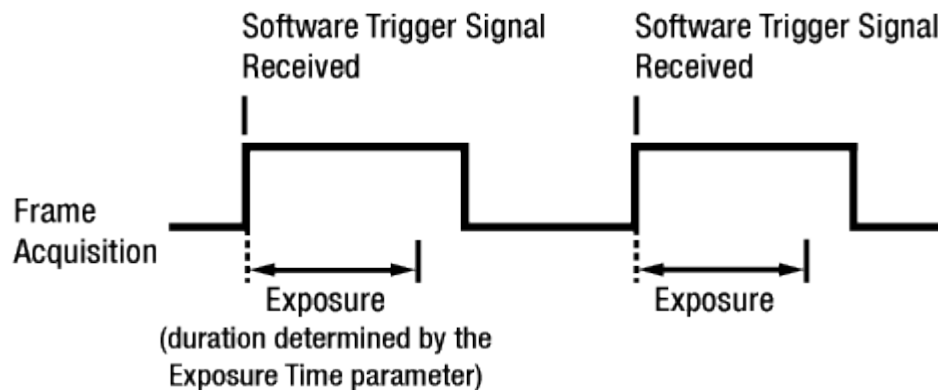 Software Trigger Signal
Received
Software Trigger Signal
Received
Frame
Acquisition
Exposure
(duration determined by the
Exposure Time parameter)
Exposure